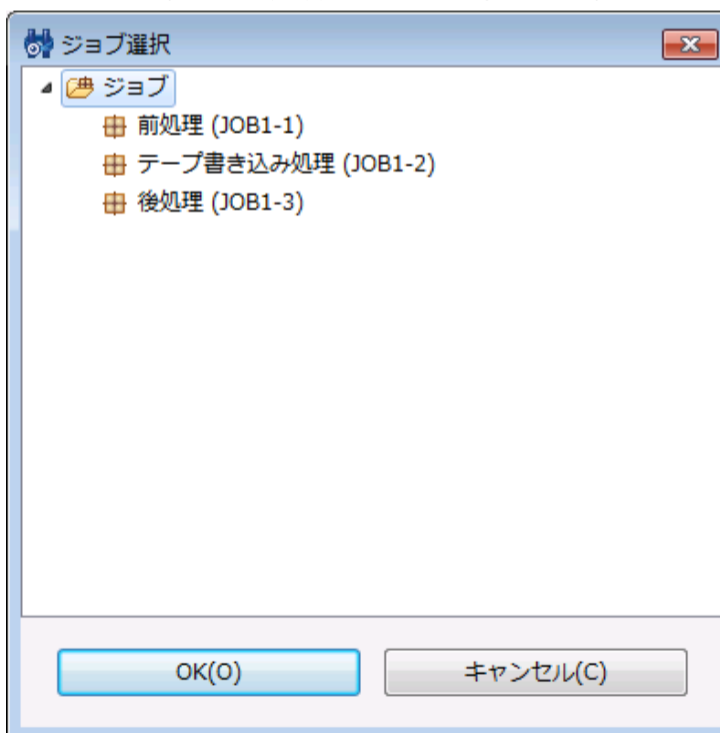 ジョブ選択
ジョブ
前処理 (JOB1-1)
テープ書き込み処理 (JOB1-2)
後処理 (JOB1-3)
OK(O)
キャンセル(C)